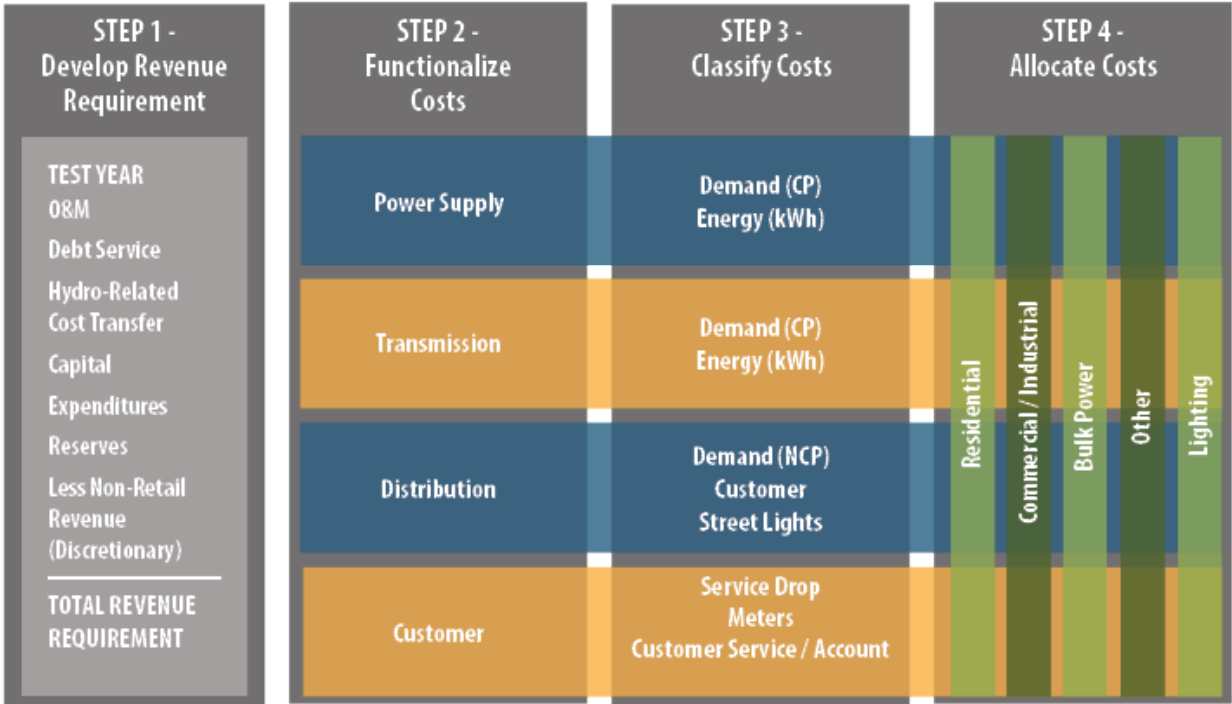 STEP 1 -
Develop Revenue
Requirement
TEST YEAR
O&M
Debt Service
Hydro-Related
Cost Transfer
Capital
Expenditures
Reserves
Less Non-Retail
Revenue
(Discretionary)
TOTAL REVENUE
REQUIREMENT
STEP 2 -
Functionalize
Costs
Power Supply
Transmission
Distribution
Customer
STEP 3 -
Classify Costs
Demand (CP)
Energy (kWh)
Demand (CP)
Energy (kWh)
Demand (NCP)
Customer
Street Lights
Service Drop
Meters
Customer Service / Account
STEP 4 -
Allocate Costs
Residential
Commercial / Industrial
Bulk Power
Other
Lighting